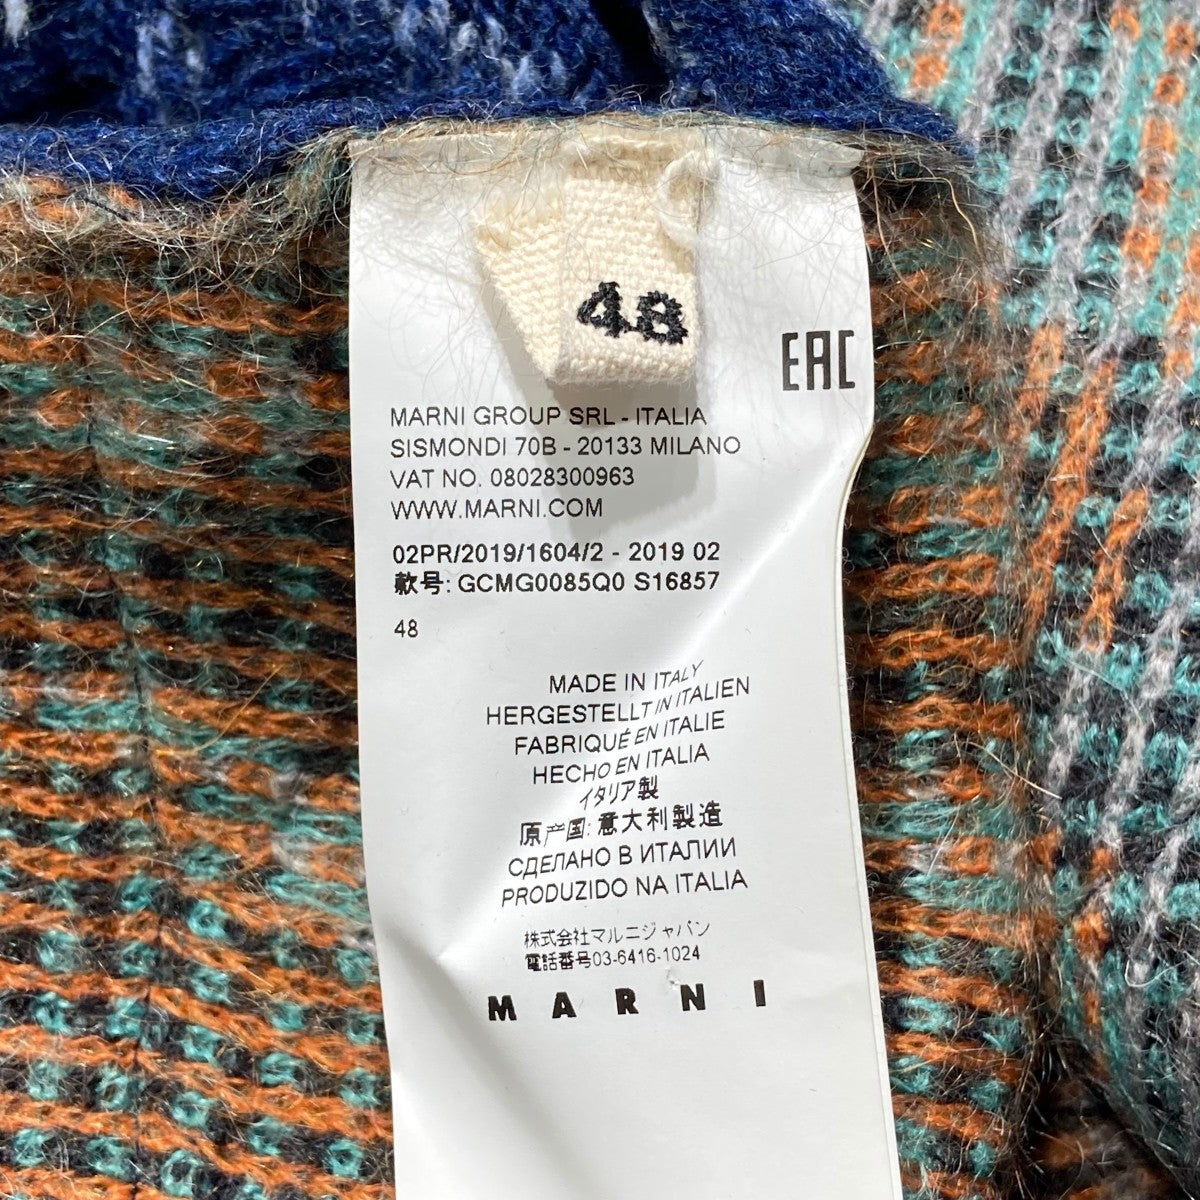 48
EAC
MARNI GROUP SRL - ITALIA
SISMONDI 70B - 20133 MILANO
VAT NO. 08028300963
WWW.MARNI.COM
02PR/2019/1604/2 - 2019 02
款号: GCMG0085Q0 S16857
48
MADE IN ITALY
HERGESTELLT IN ITALIEN
FABRIQUÉ EN ITALIE
HECHO EN ITALIA
イタリア製
原产国: 意大利製造
СДЕЛАНО В ИТАЛИИ
PRODUZIDO NA ITALIA
株式会社マルニジャパン
電話番号03-6416-1024
MARNI